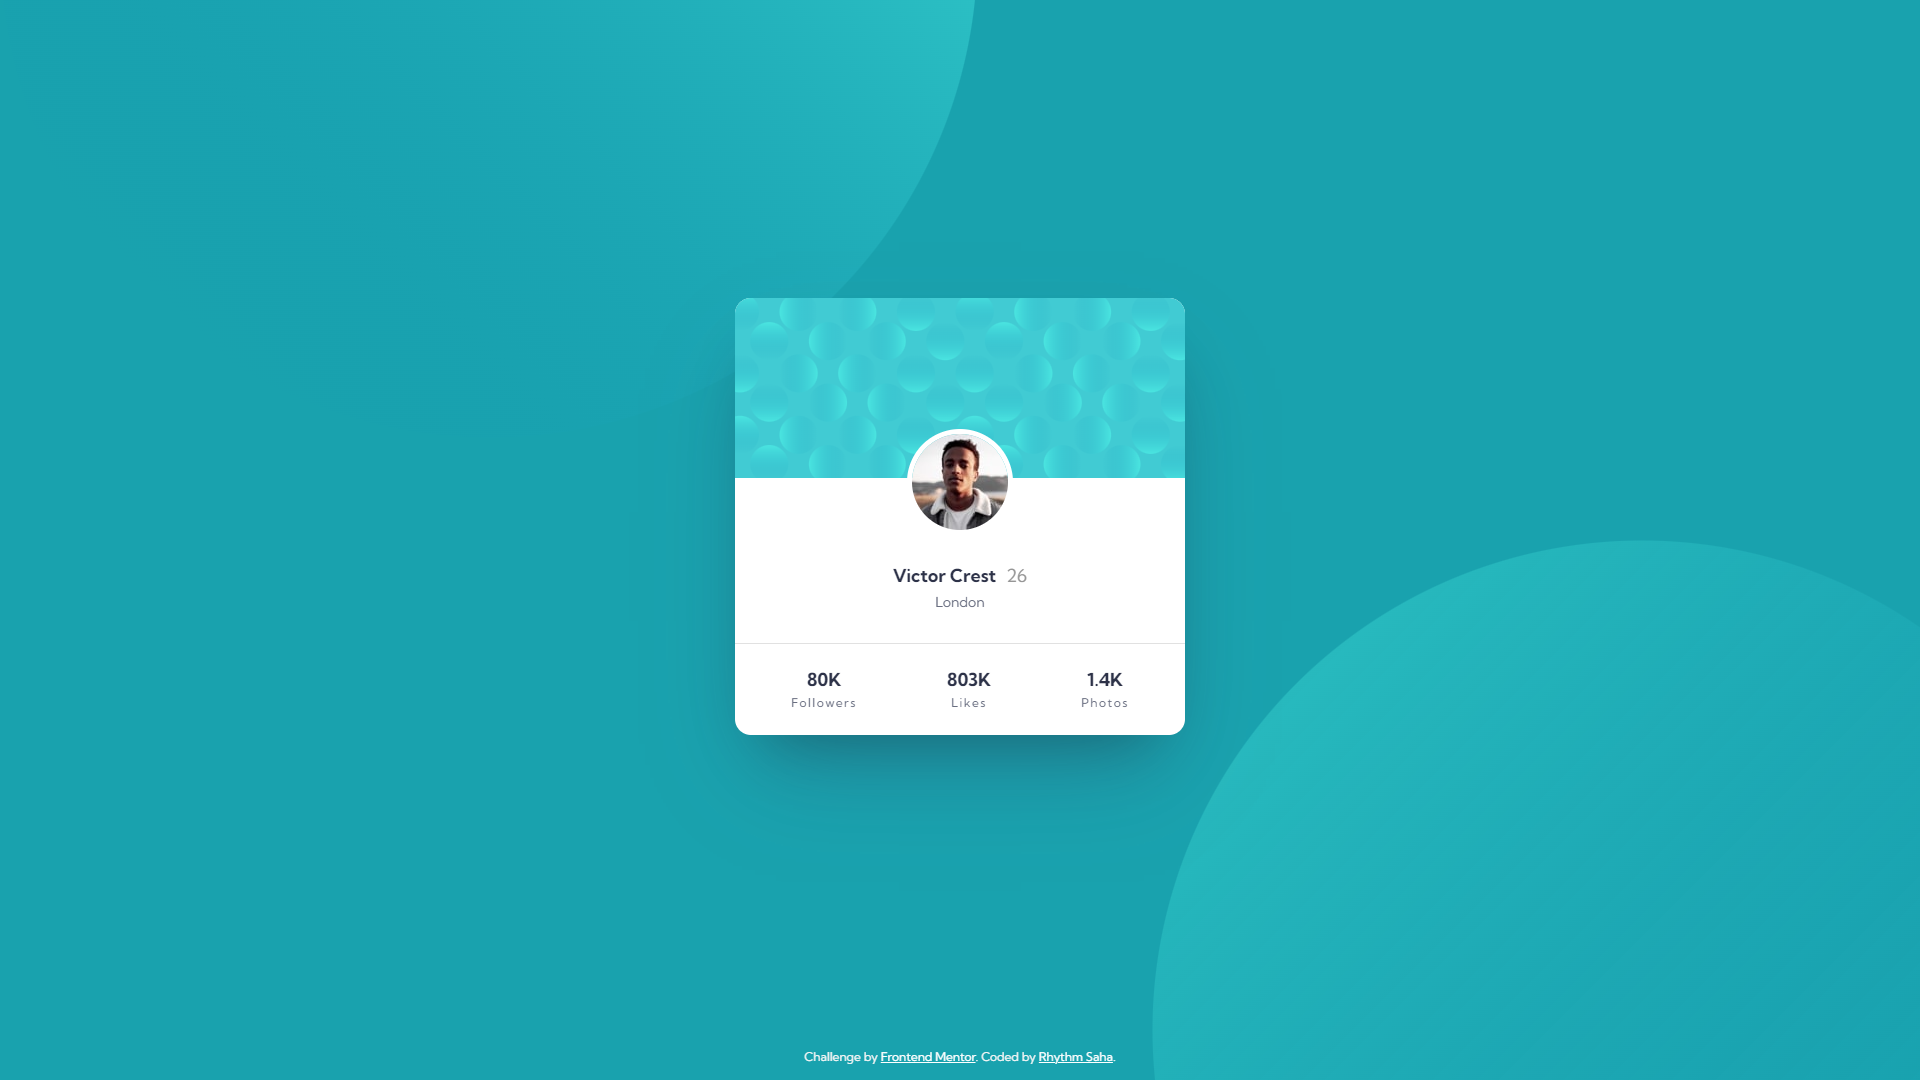 Victor Crest 26
London
80K 803K 1.4K
Followers Likes Photos
Challenge by Frontend Mentor. Coded by Rhythm Saha.